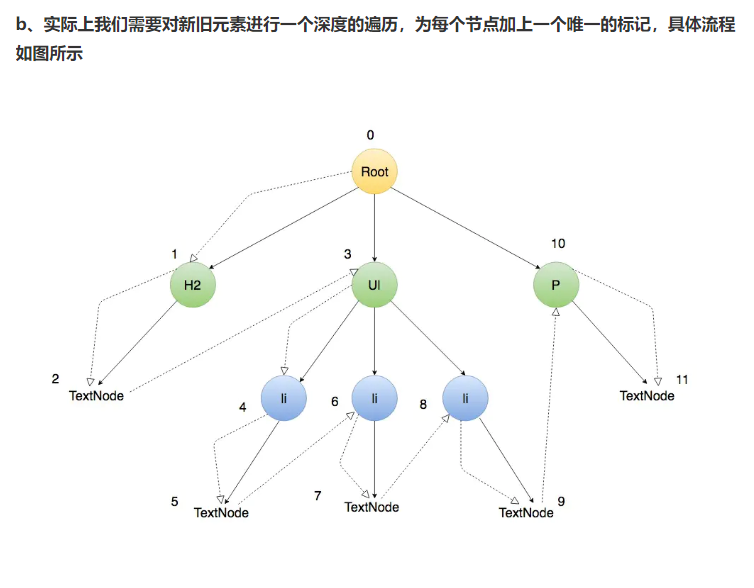 b、实际上我们需要对新旧元素进行一个深度的遍历，为每个节点加上一个唯一的标记，具体流程
如图所示
0
Root
1
3
10
H2
Ul
P
2
TextNode
11
TextNode
4
li
6
li
8
li
5
TextNode
7
TextNode
9
TextNode